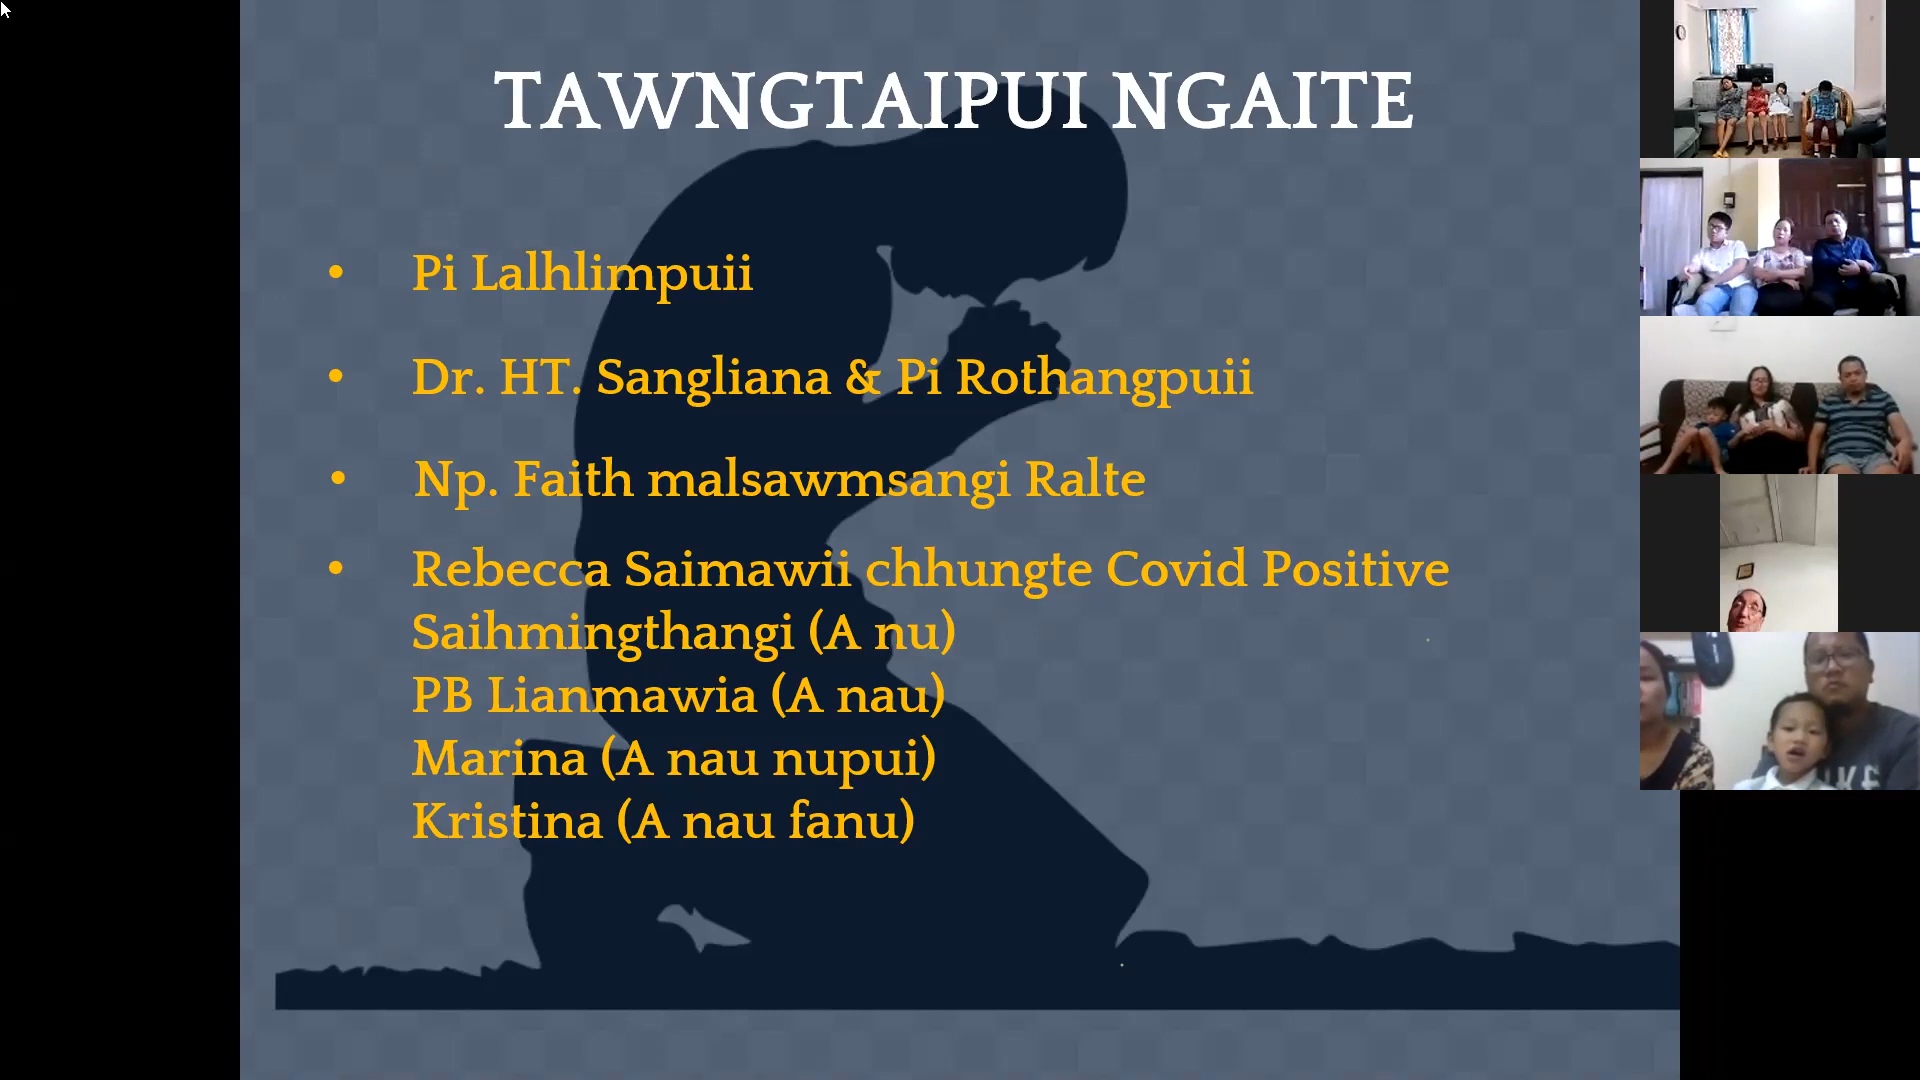 TAWNGTAIPUI NGAITE
• Pi Lalhlimpuii
• Dr. HT. Sangliana & Pi Rothangpuii
• Np. Faith malsawmsangi Ralte
• Rebecca Saimawii chhungte Covid Positive
Saihmingthangi (A nu)
PB Lianmawia (A nau)
Marina (A nau nupui)
Kristina (A nau fanu)